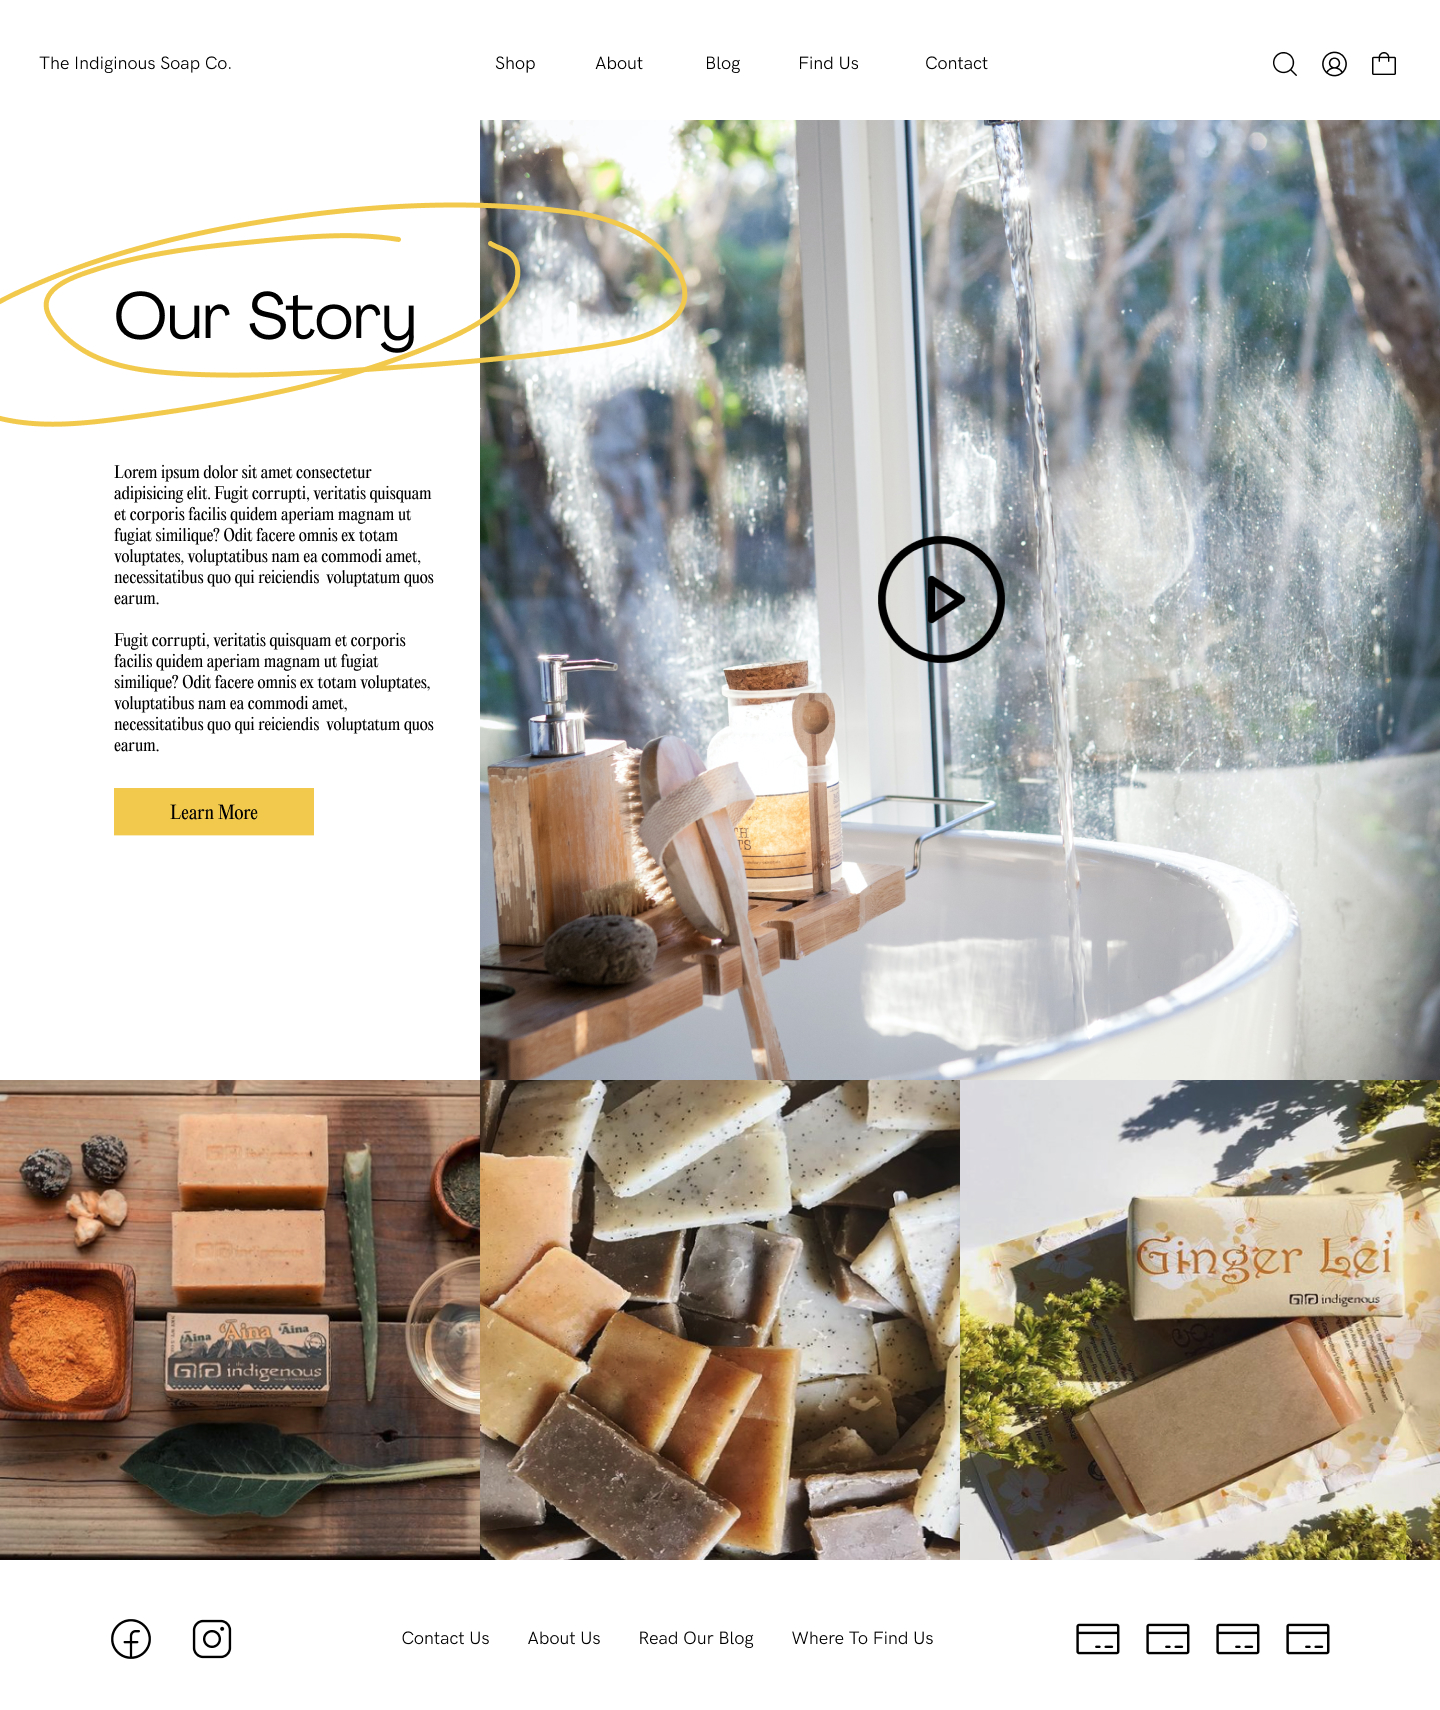 The Indiginous Soap Co.
Shop About Blog Find Us Contact
Our Story
Lorem ipsum dolor sit amet consectetur
adipisicing elit. Fugit corrupti, veritatis quisquam
et corporis facilis quidem aperiam magnam ut
fugiat similique? Odit facere omnis ex totam
voluptates, voluptatibus nam ea commodi amet,
necessitatibus quo qui reiciendis  voluptatum quos
earum.
Fugit corrupti, veritatis quisquam et corporis
facilis quidem aperiam magnam ut fugiat
similique? Odit facere omnis ex totam voluptates,
voluptatibus nam ea commodi amet,
necessitatibus quo qui reiciendis  voluptatum quos
earum.
Learn More
indigenous
ʻĀina ʻĀina ʻĀina
indigenous
Ginger Lei
indigenous
Contact Us About Us Read Our Blog Where To Find Us